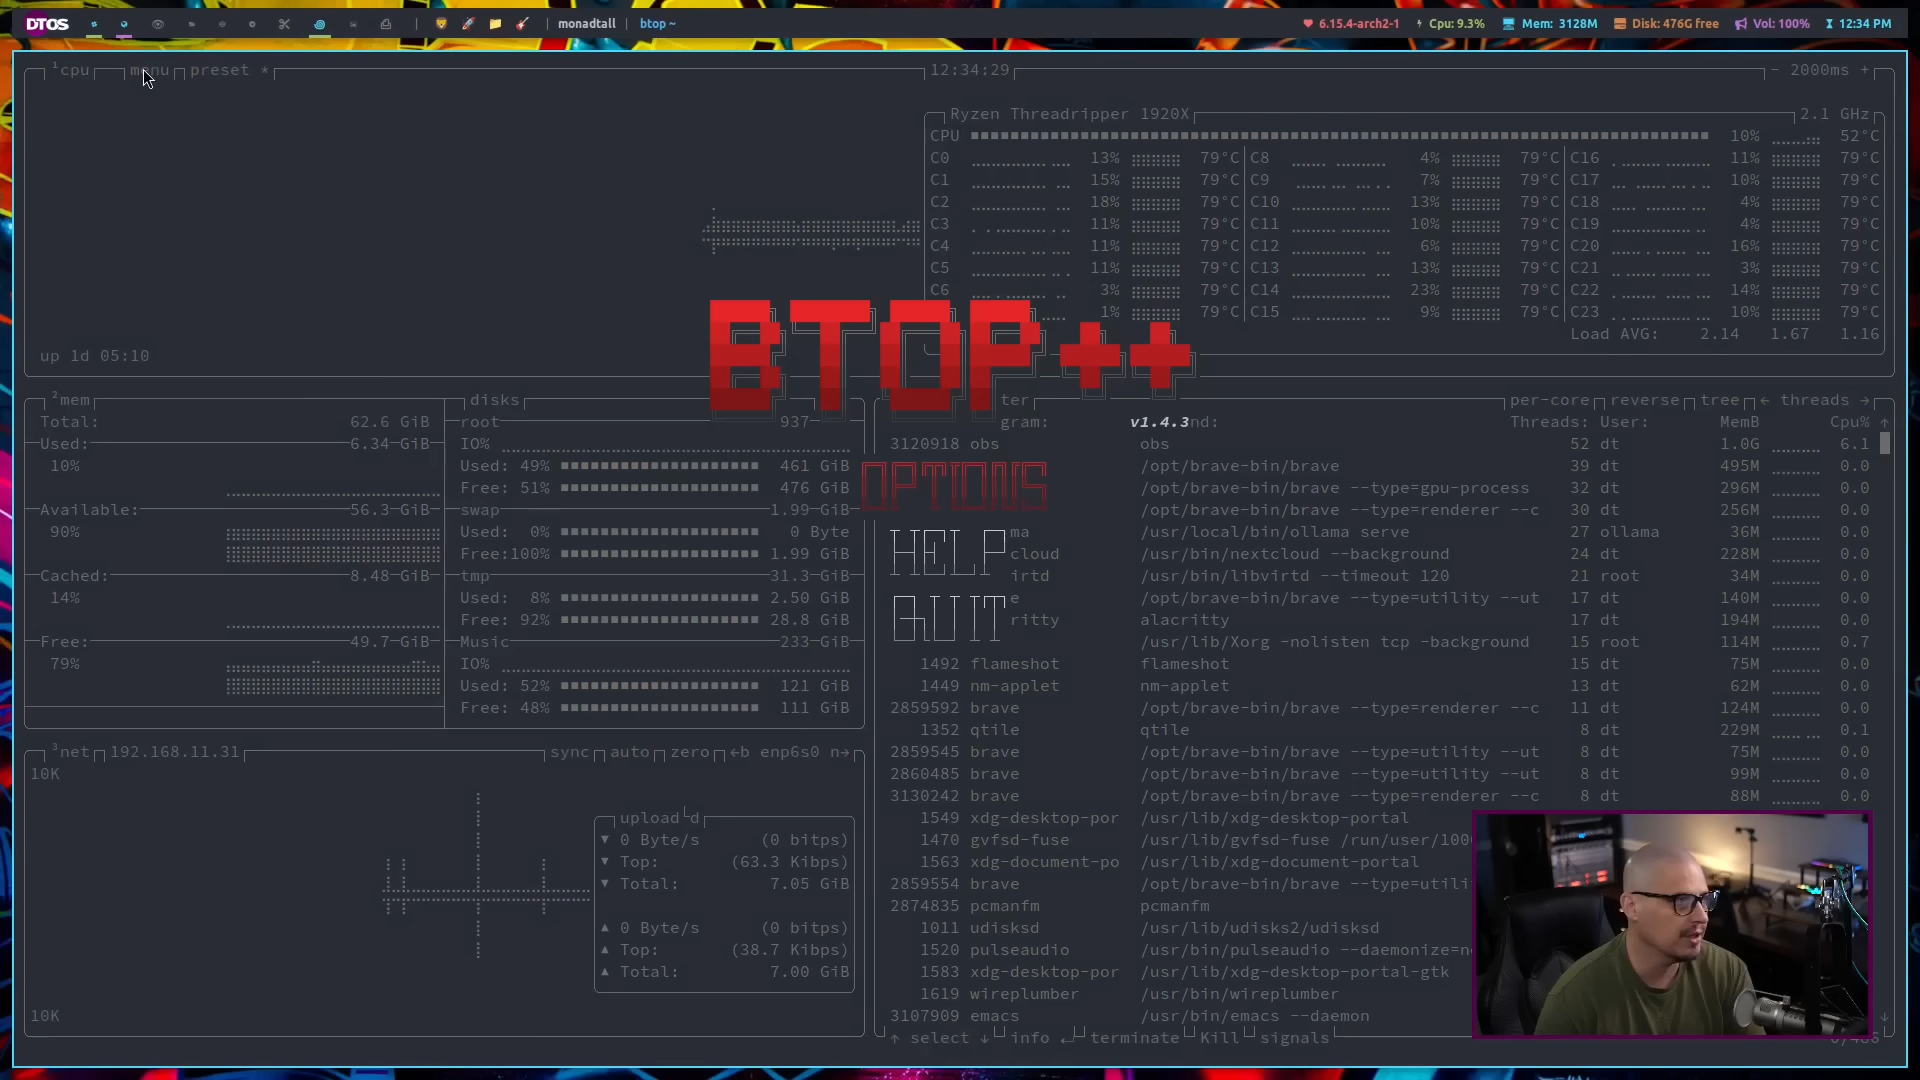 DTOS monadtall btop ~ 6.15.4-arch2-1 Cpu: 9.3% Mem: 3128M Disk: 476G free Vol: 100% 12:34 PM
1cpu menu preset * 12:34:29 - 2000ms +
Ryzen Threadripper 1920X 2.1 GHz
CPU 10% 52°C
C0 13% 79°C C8 4% 79°C C16 11% 79°C
C1 15% 79°C C9 7% 79°C C17 10% 79°C
C2 18% 79°C C10 13% 79°C C18 4% 79°C
C3 11% 79°C C11 10% 79°C C19 4% 79°C
C4 11% 79°C C12 6% 79°C C20 16% 79°C
C5 11% 79°C C13 13% 79°C C21 3% 79°C
C6 3% 79°C C14 23% 79°C C22 14% 79°C
1% 79°C C15 9% 79°C C23 10% 79°C
Load AVG: 2.14 1.67 1.16
up 1d 05:10
BTOP++
v1.4.3
OPTIONS
HELP
QUIT
2mem
Total: 62.6 GiB
Used: 6.34 GiB
10%
Available: 56.3 GiB
90%
Cached: 8.48 GiB
14%
Free: 49.7 GiB
79%
disks
root 937
IO%
Used: 49% 461 GiB
Free: 51% 476 GiB
swap 1.99 GiB
Used: 0% 0 Byte
Free:100% 1.99 GiB
tmp 31.3 GiB
Used: 8% 2.50 GiB
Free: 92% 28.8 GiB
Music 233 GiB
IO%
Used: 52% 121 GiB
Free: 48% 111 GiB
3net 192.168.11.31 sync auto zero ←b enp6s0 n→
10K
upload d
▼ 0 Byte/s (0 bitps)
▼ Top: (63.3 Kibps)
▼ Total: 7.05 GiB
▲ 0 Byte/s (0 bitps)
▲ Top: (38.7 Kibps)
▲ Total: 7.00 GiB
10K
ter per-core reverse tree ← threads →
gram: nd: Threads: User: MemB Cpu% ↑
3120918 obs obs 52 dt 1.0G 6.1
/opt/brave-bin/brave 39 dt 495M 0.0
/opt/brave-bin/brave --type=gpu-process 32 dt 296M 0.0
/opt/brave-bin/brave --type=renderer --c 30 dt 256M 0.0
ma /usr/local/bin/ollama serve 27 ollama 36M 0.0
cloud /usr/bin/nextcloud --background 24 dt 228M 0.0
irtd /usr/bin/libvirtd --timeout 120 21 root 34M 0.0
e /opt/brave-bin/brave --type=utility --ut 17 dt 140M 0.0
ritty alacritty 17 dt 194M 0.0
/usr/lib/Xorg -nolisten tcp -background 15 root 114M 0.7
1492 flameshot flameshot 15 dt 75M 0.0
1449 nm-applet nm-applet 13 dt 62M 0.0
2859592 brave /opt/brave-bin/brave --type=renderer --c 11 dt 124M 0.0
1352 qtile qtile 8 dt 229M 0.1
2859545 brave /opt/brave-bin/brave --type=utility --ut 8 dt 75M 0.0
2860485 brave /opt/brave-bin/brave --type=utility --ut 8 dt 99M 0.0
3130242 brave /opt/brave-bin/brave --type=renderer --c 8 dt 88M 0.0
1549 xdg-desktop-por /usr/lib/xdg-desktop-portal
1470 gvfsd-fuse /usr/lib/gvfsd-fuse /run/user/100
1563 xdg-document-po /usr/lib/xdg-document-portal
2859554 brave /opt/brave-bin/brave --type=utili
2874835 pcmanfm pcmanfm
1011 udisksd /usr/lib/udisks2/udisksd
1520 pulseaudio /usr/bin/pulseaudio --daemonize=n
1583 xdg-desktop-por /usr/lib/xdg-desktop-portal-gtk
1619 wireplumber /usr/bin/wireplumber
3107909 emacs /usr/bin/emacs --daemon ↓
↑ select ↓ info ↵ terminate Kill signals